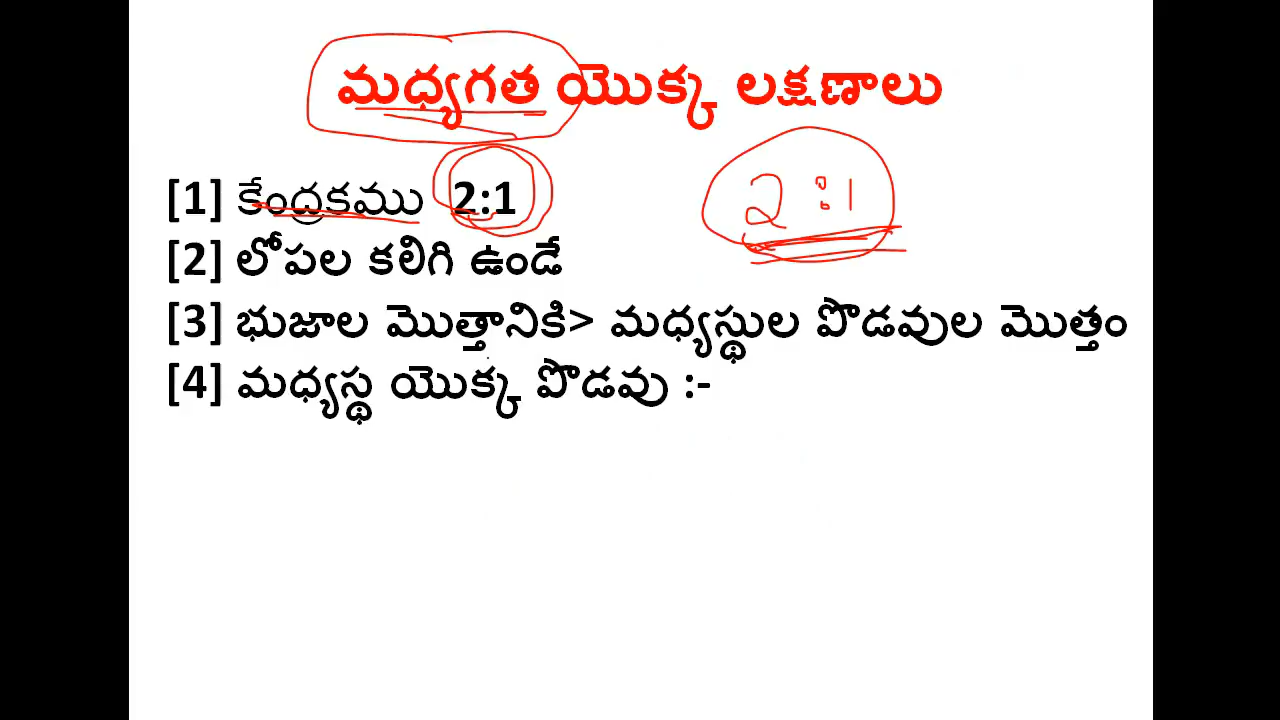 మధ్యగత యొక్క లక్షణాలు
[1] కేంద్రకము 2:1
2:1
[2] లోపల కలిగి ఉండే
[3] భుజాల మొత్తానికి> మధ్యస్థుల పొడవుల మొత్తం
[4] మధ్యస్థ యొక్క పొడవు :-